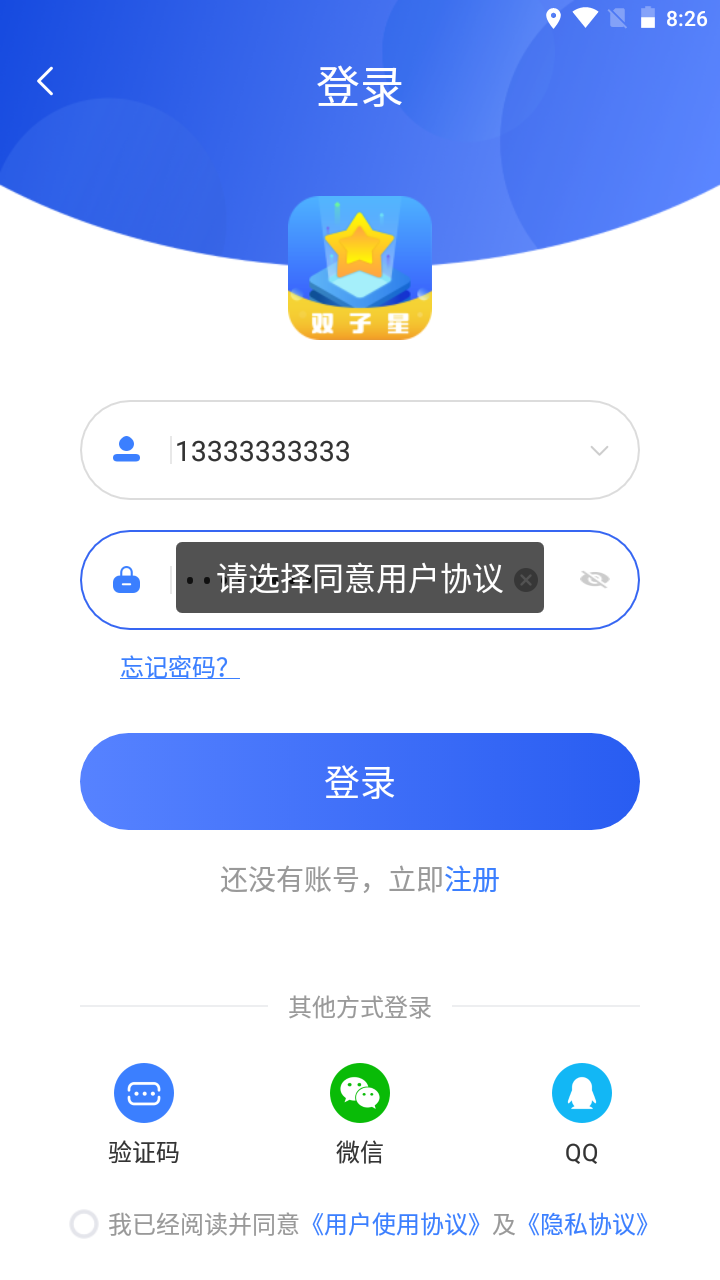 8:26
登录
双子星
13333333333
请选择同意用户协议
忘记密码？
登录
还没有账号，立即注册
其他方式登录
验证码
微信
QQ
我已经阅读并同意《用户使用协议》及《隐私协议》